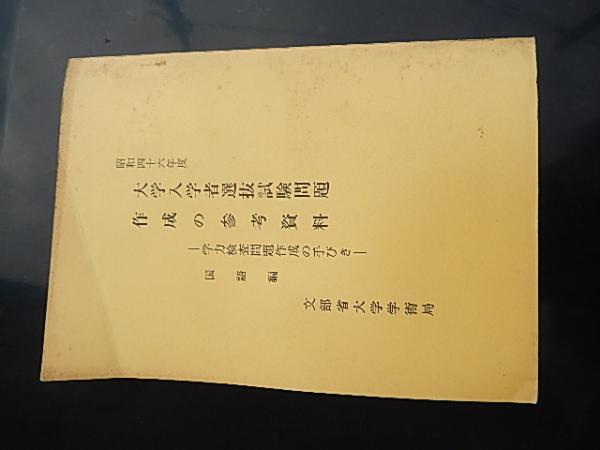 昭和四十六年度
大学入学者選抜試験問題
作成の参考資料
―学力検査問題作成の手びき―
国語編
文部省大学学術局